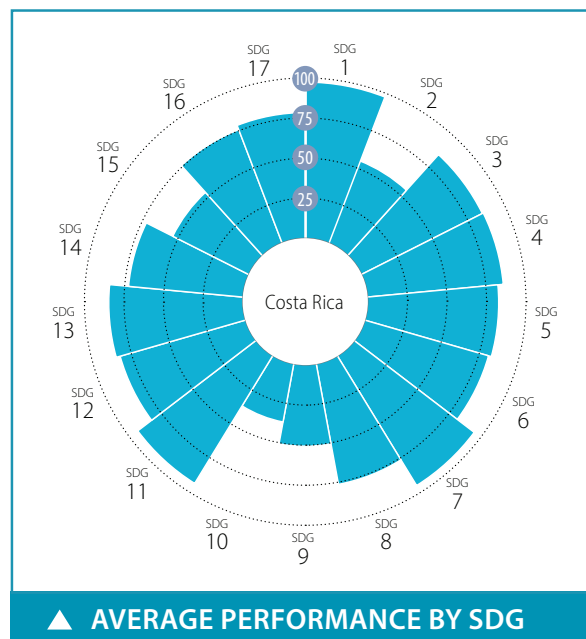 SDG
1
SDG
2
SDG
3
SDG
4
SDG
5
SDG
6
SDG
7
SDG
8
SDG
9
SDG
10
SDG
11
SDG
12
SDG
13
SDG
14
SDG
15
SDG
16
SDG
17
100
75
50
25
Costa Rica
▲ AVERAGE PERFORMANCE BY SDG